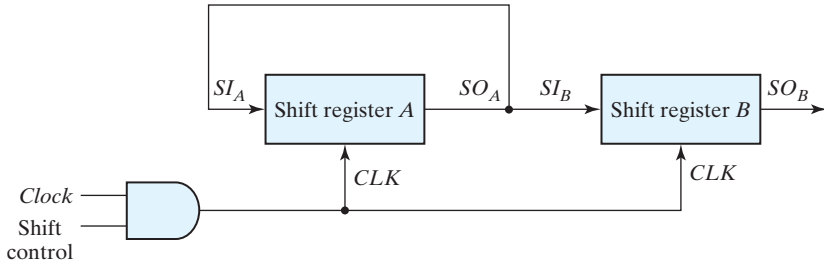 SI_A
SO_A
SI_B
SO_B
Shift register A
Shift register B
CLK
CLK
Clock
Shift
control